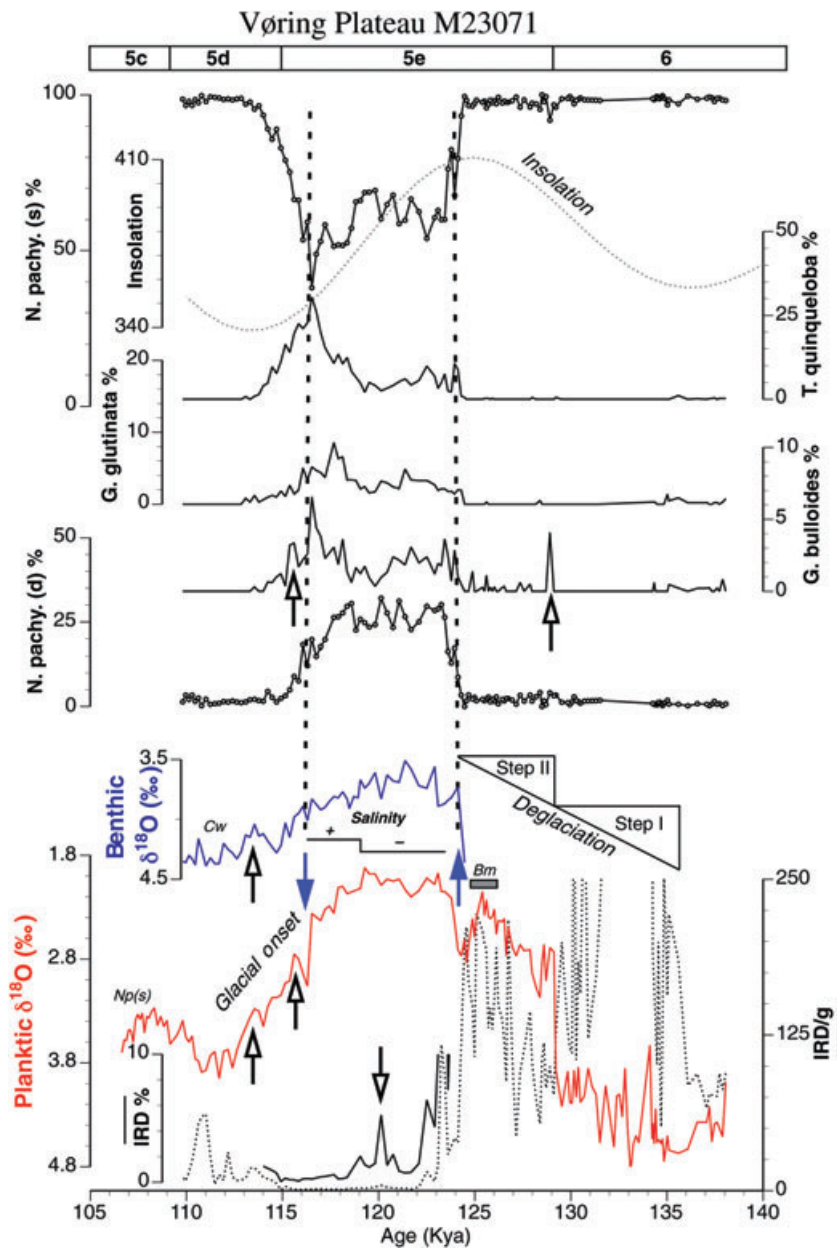 Vøring Plateau M23071
5c 5d 5e 6
100
50
0
N. pachy. (s) %
410
340
Insolation
Insolation
50
25
0
T. quinqueloba %
20
10
0
G. glutinata %
10
5
0
G. bulloides %
50
25
0
N. pachy. (d) %
3.5
4.5
Benthic
δ18O (‰)
Cw
Salinity
+
–
Step II
Deglaciation
Step I
Bm
1.8
2.8
3.8
4.8
Planktic δ18O (‰)
Np(s)
Glacial onset
10
0
IRD %
250
125
0
IRD/g
105 110 115 120 125 130 135 140
Age (Kya)